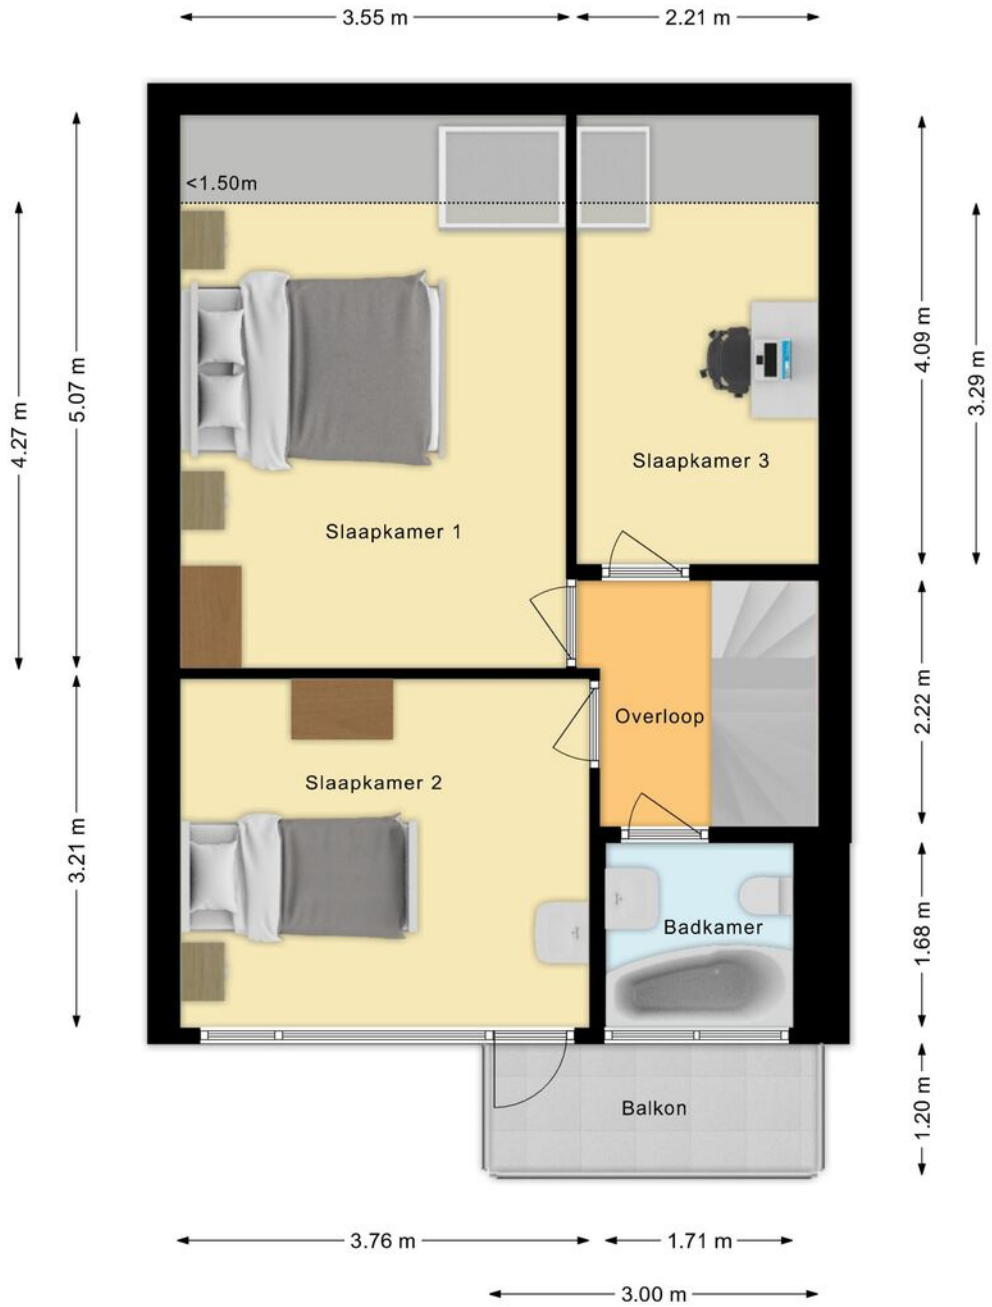 3.55 m
2.21 m
<1.50m
4.09 m
5.07 m
3.29 m
4.27 m
Slaapkamer 3
Slaapkamer 1
2.22 m
Overloop
Slaapkamer 2
3.21 m
Badkamer
1.68 m
Balkon
1.20 m
3.76 m
1.71 m
3.00 m